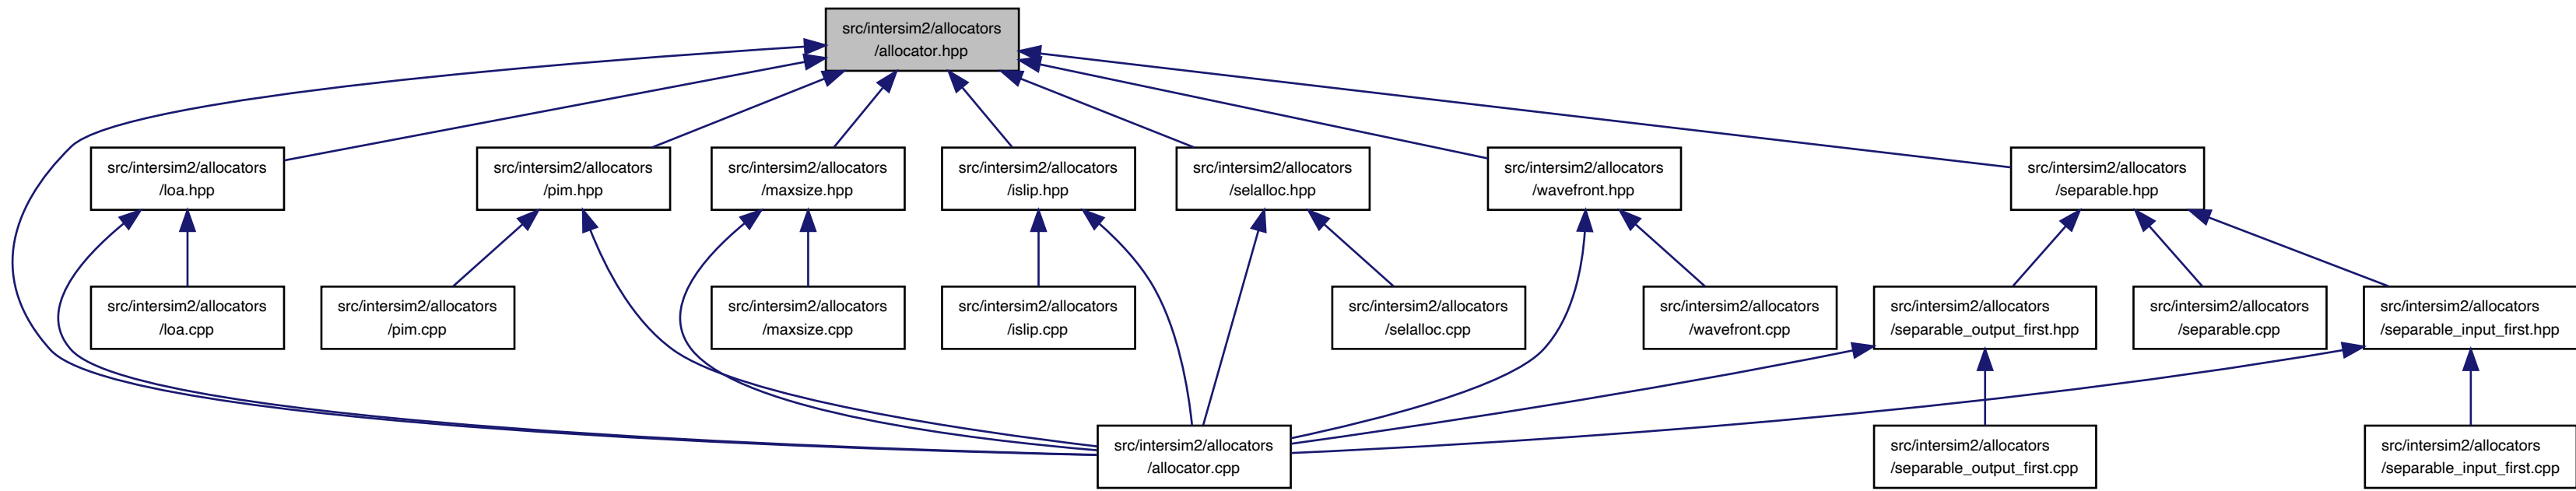 src/intersim2/allocators
/allocator.hpp
src/intersim2/allocators
/loa.hpp
src/intersim2/allocators
/pim.hpp
src/intersim2/allocators
/maxsize.hpp
src/intersim2/allocators
/islip.hpp
src/intersim2/allocators
/selalloc.hpp
src/intersim2/allocators
/wavefront.hpp
src/intersim2/allocators
/separable.hpp
src/intersim2/allocators
/loa.cpp
src/intersim2/allocators
/pim.cpp
src/intersim2/allocators
/maxsize.cpp
src/intersim2/allocators
/islip.cpp
src/intersim2/allocators
/selalloc.cpp
src/intersim2/allocators
/wavefront.cpp
src/intersim2/allocators
/separable_output_first.hpp
src/intersim2/allocators
/separable.cpp
src/intersim2/allocators
/separable_input_first.hpp
src/intersim2/allocators
/allocator.cpp
src/intersim2/allocators
/separable_output_first.cpp
src/intersim2/allocators
/separable_input_first.cpp